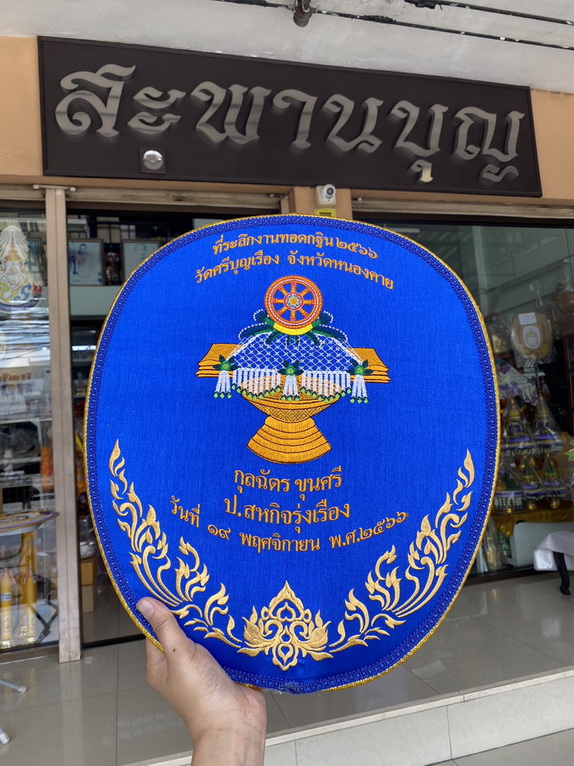 สะพานบุญ
ที่ระลึกงานทอดกฐิน ๒๕๖๖
วัดศรีบุญเรือง จังหวัดหนองคาย
กุลฉัตร ขุนศรี
ป. สหกิจรุ่งเรือง
วันที่ ๑๙ พฤศจิกายน พ.ศ.๒๕๖๖